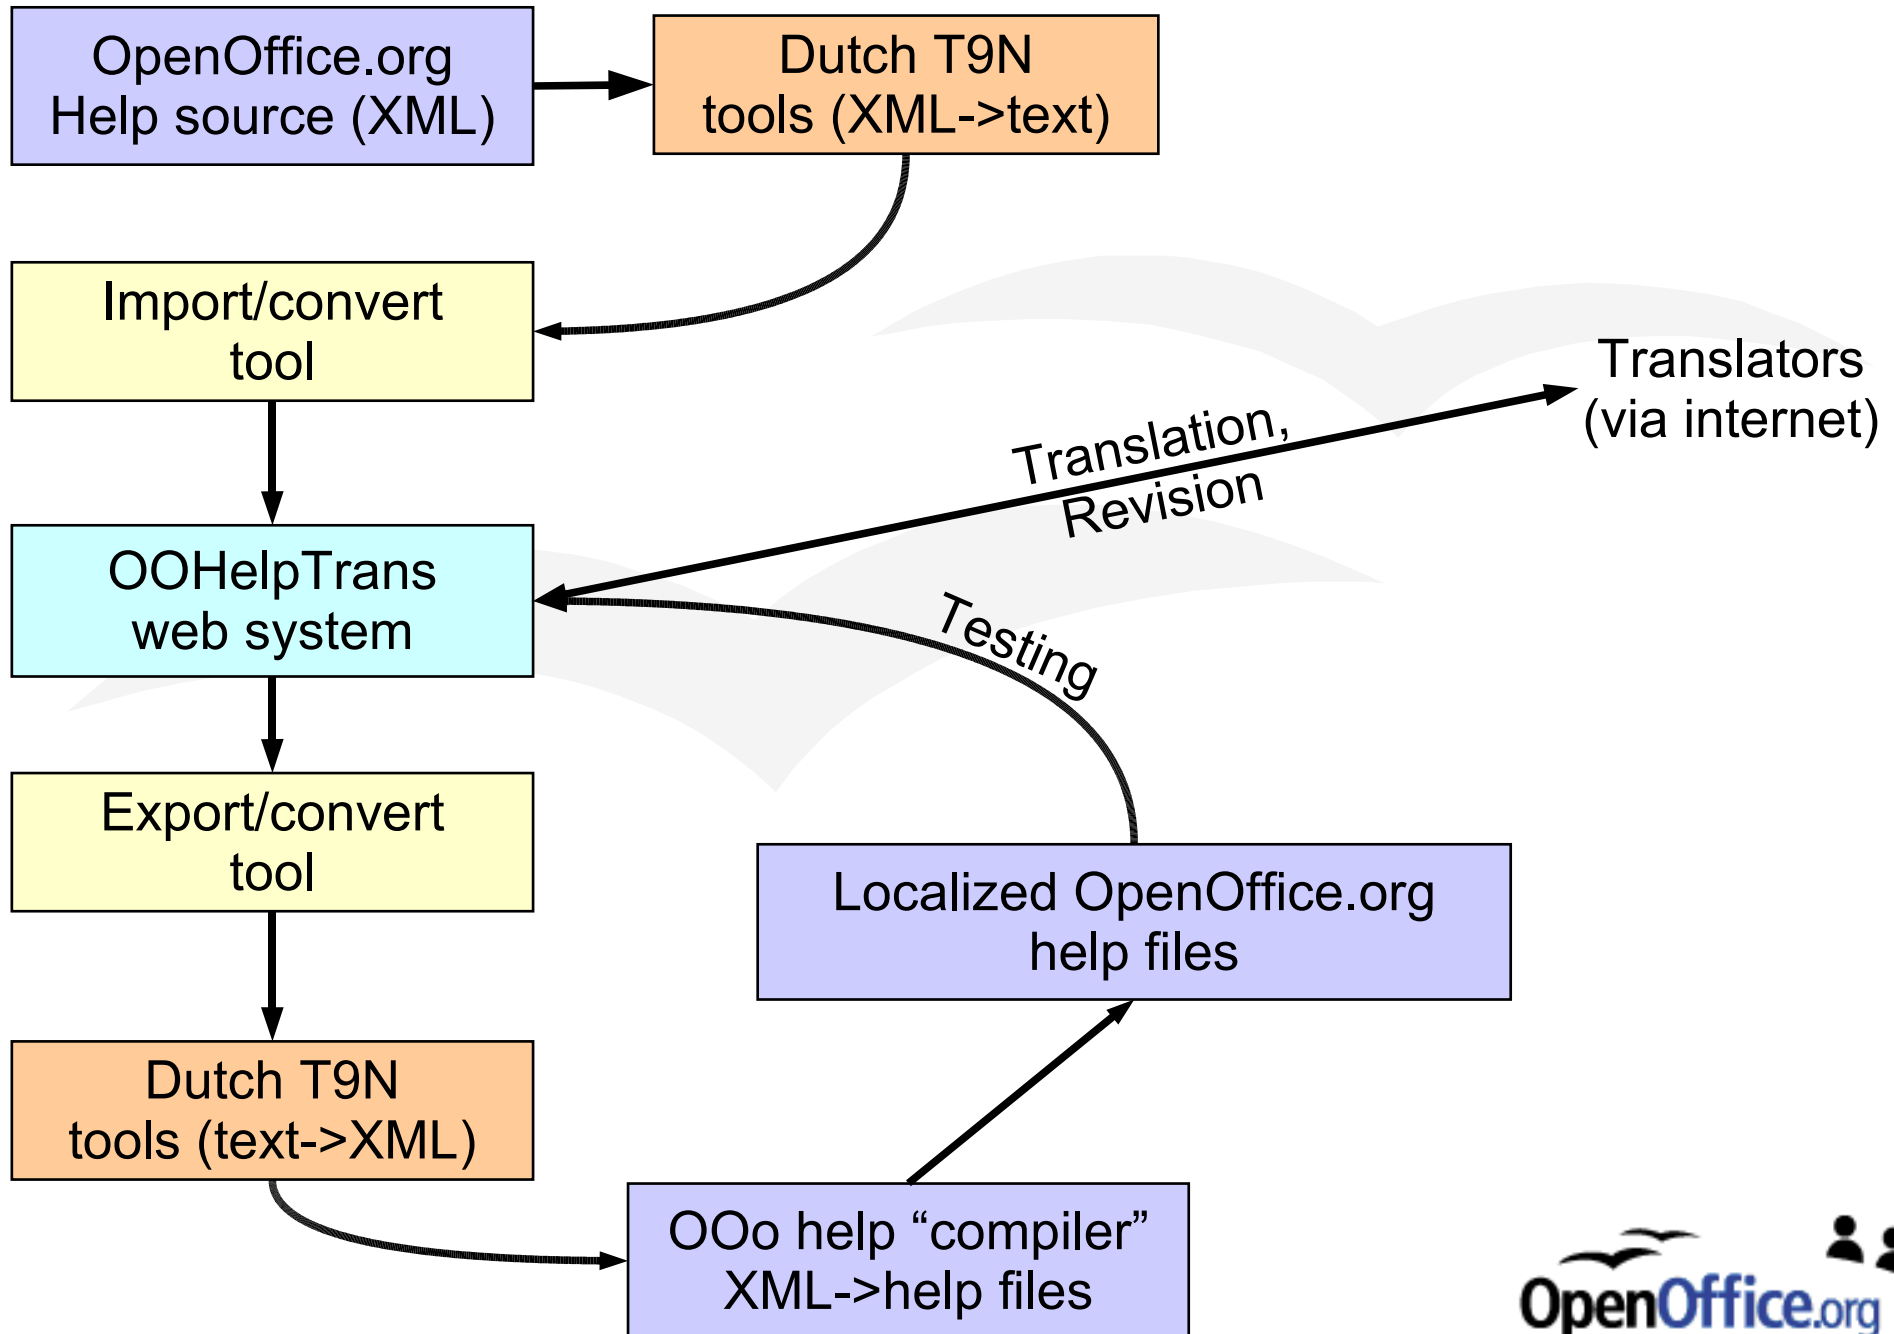 OpenOffice.org
Help source (XML)
Dutch T9N
tools (XML->text)
Import/convert
tool
Translators
(via internet)
Translation,
Revision
OOHelpTrans
web system
Testing
Export/convert
tool
Localized OpenOffice.org
help files
Dutch T9N
tools (text->XML)
OOo help “compiler”
XML->help files
OpenOffice.org